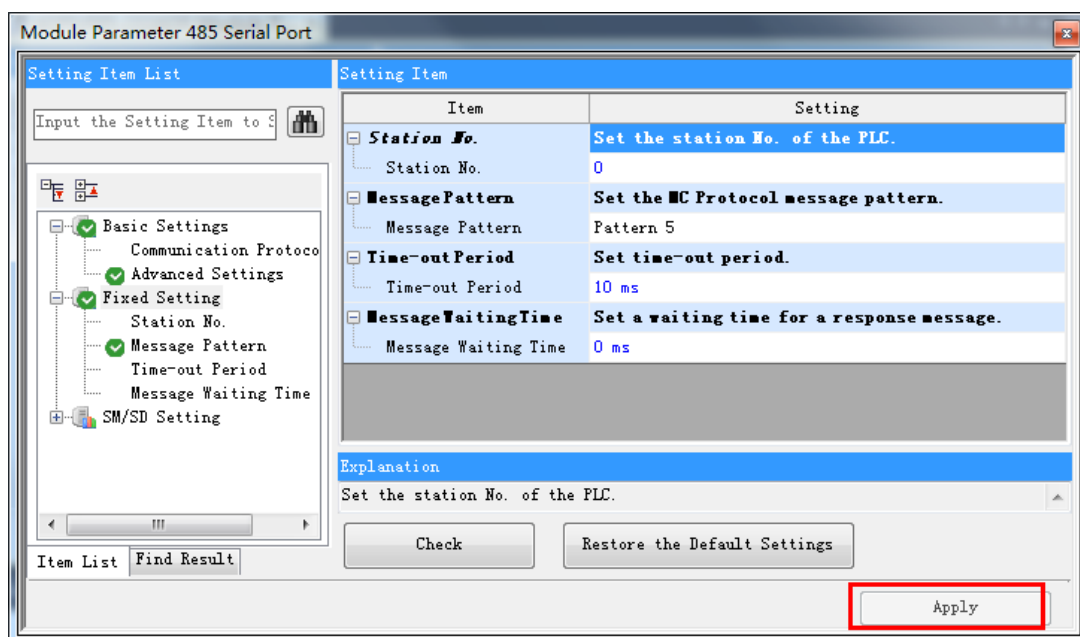 Module Parameter 485 Serial Port
Setting Item List
Input the Setting Item to S
Basic Settings
Communication Protoco
Advanced Settings
Fixed Setting
Station No.
Message Pattern
Time-out Period
Message Waiting Time
SM/SD Setting
Item List
Find Result
Setting Item
Item Setting
Station No. Set the station No. of the PLC.
Station No. 0
Message Pattern Set the MC Protocol message pattern.
Message Pattern Pattern 5
Time-out Period Set time-out period.
Time-out Period 10 ms
Message Waiting Time Set a waiting time for a response message.
Message Waiting Time 0 ms
Explanation
Set the station No. of the PLC.
Check
Restore the Default Settings
Apply